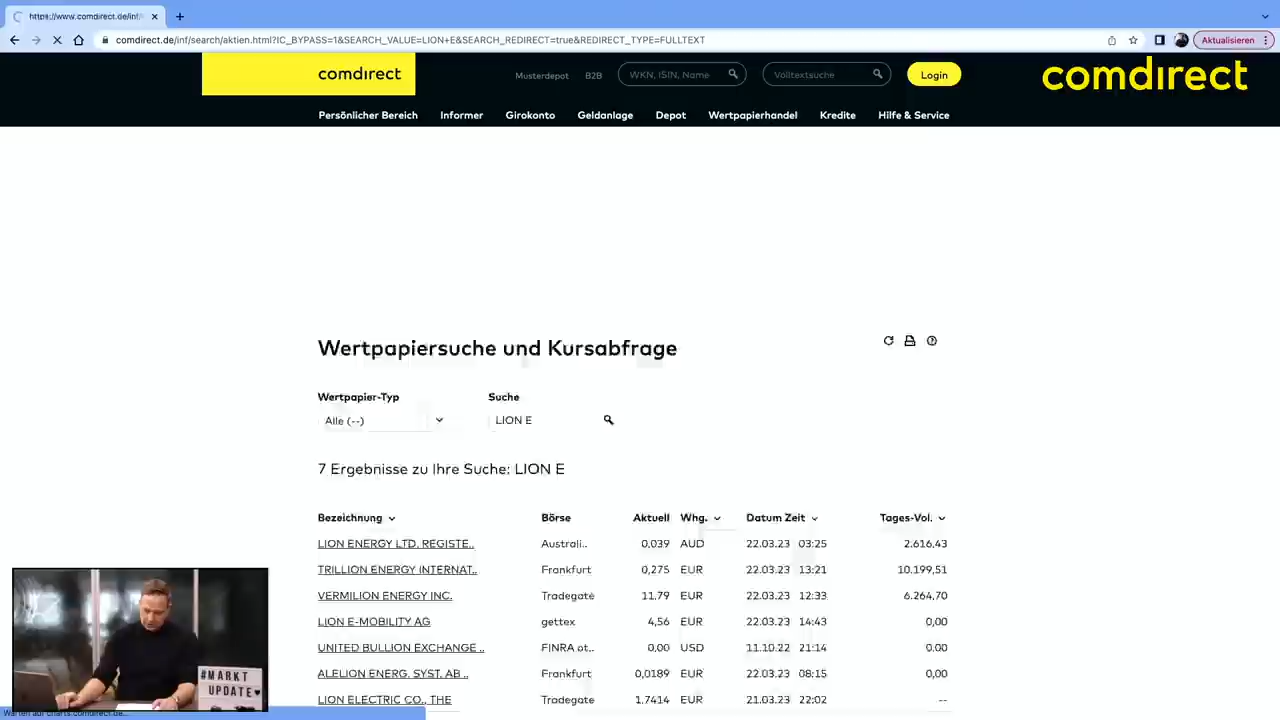 https://www.comdirect.de/inf/
comdirect.de/inf/search/aktien.html?IC_BYPASS=1&SEARCH_VALUE=LION+E&SEARCH_REDIRECT=true&REDIRECT_TYPE=FULLTEXT
Aktualisieren
comdirect
Musterdepot B2B WKN, ISIN, Name Volltextsuche Login
comdirect
Persönlicher Bereich Informer Girokonto Geldanlage Depot Wertpapierhandel Kredite Hilfe & Service
Wertpapiersuche und Kursabfrage
Wertpapier-Typ Suche
Alle (--) LION E
7 Ergebnisse zu Ihre Suche: LION E
Bezeichnung Börse Aktuell Whg. Datum Zeit Tages-Vol.
LION ENERGY LTD. REGISTE.. Australi.. 0,039 AUD 22.03.23 03:25 2.616,43
TRILLION ENERGY INTERNAT.. Frankfurt 0,275 EUR 22.03.23 13:21 10.199,51
VERMILION ENERGY INC. Tradegate 11,79 EUR 22.03.23 12:33 6.264,70
LION E-MOBILITY AG gettex 4,56 EUR 22.03.23 14:43 0,00
UNITED BULLION EXCHANGE .. FINRA ot.. 0,00 USD 11.10.22 21:14 0,00
ALELION ENERG. SYST. AB .. Frankfurt 0,0189 EUR 22.03.23 08:15 0,00
LION ELECTRIC CO., THE Tradegate 1,7414 EUR 21.03.23 22:02 --
#MARKT
UPDATE♥
Warten auf charts.comdirect.de...